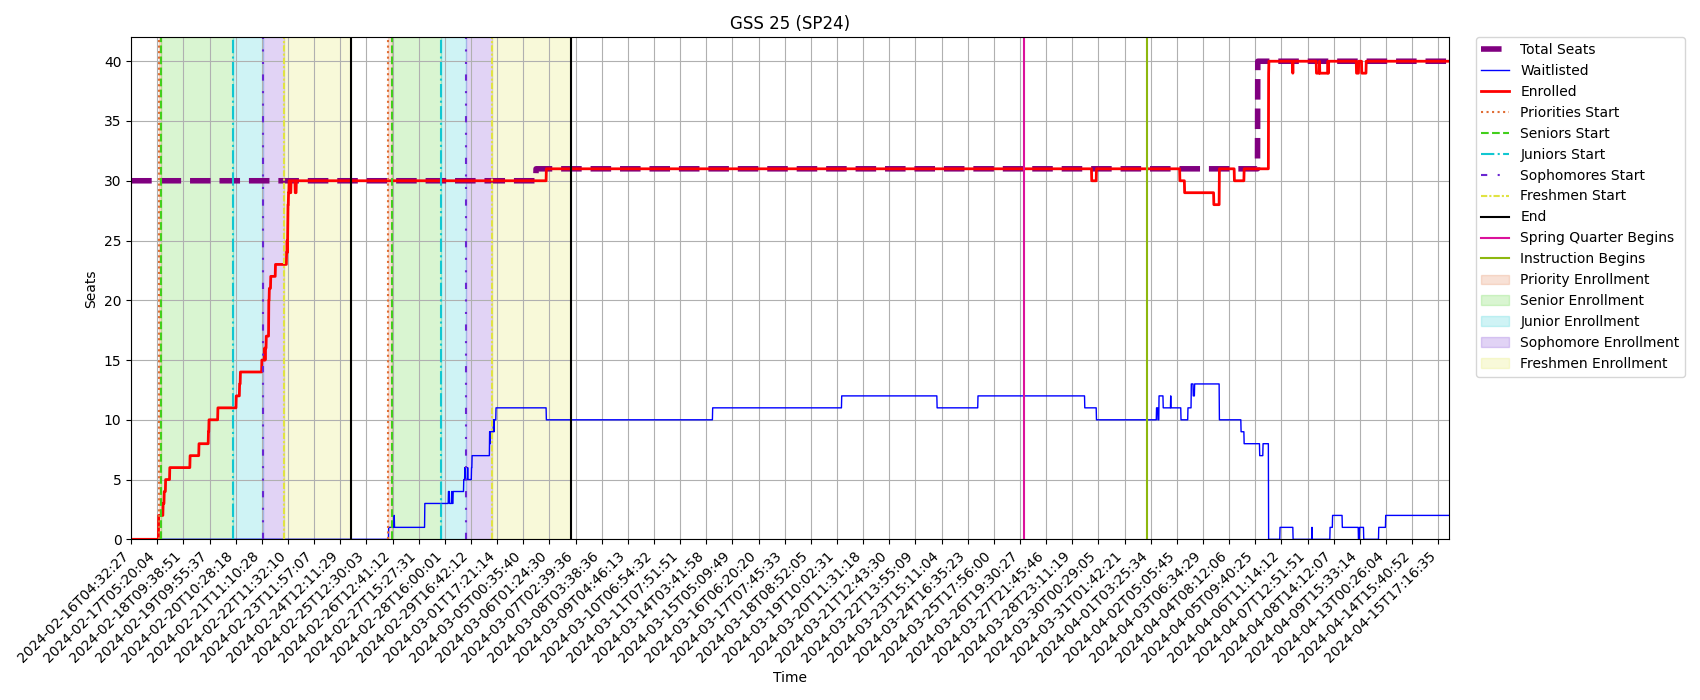 GSS 25 (SP24)
Total Seats
Waitlisted
Enrolled
Priorities Start
Seniors Start
Juniors Start
Sophomores Start
Freshmen Start
End
Spring Quarter Begins
Instruction Begins
Priority Enrollment
Senior Enrollment
Junior Enrollment
Sophomore Enrollment
Freshmen Enrollment
Seats
40
35
30
25
20
15
10
5
0
2024-02-16T04:32:27
2024-02-17T05:20:04
2024-02-18T09:38:51
2024-02-19T09:55:37
2024-02-20T10:28:18
2024-02-21T11:10:28
2024-02-22T11:32:10
2024-02-23T11:57:07
2024-02-24T12:11:29
2024-02-25T12:30:03
2024-02-26T12:41:12
2024-02-27T15:27:31
2024-02-28T16:00:01
2024-02-29T16:42:12
2024-03-01T17:21:14
2024-03-05T00:35:40
2024-03-06T01:24:30
2024-03-07T02:39:36
2024-03-08T03:38:36
2024-03-09T04:46:13
2024-03-10T06:54:32
2024-03-11T07:51:51
2024-03-14T03:41:58
2024-03-15T05:09:49
2024-03-16T06:20:20
2024-03-17T07:45:33
2024-03-18T08:52:05
2024-03-19T10:02:31
2024-03-20T11:31:18
2024-03-21T12:43:30
2024-03-22T13:55:09
2024-03-23T15:11:04
2024-03-24T16:35:23
2024-03-25T17:56:00
2024-03-26T19:30:27
2024-03-27T21:45:46
2024-03-28T23:11:19
2024-03-30T00:29:05
2024-03-31T01:42:21
2024-04-01T03:25:34
2024-04-02T05:05:45
2024-04-03T06:34:29
2024-04-04T08:12:06
2024-04-05T09:40:25
2024-04-06T11:14:12
2024-04-07T12:51:51
2024-04-08T14:12:07
2024-04-09T15:33:14
2024-04-13T00:26:04
2024-04-14T15:40:52
2024-04-15T17:16:35
Time